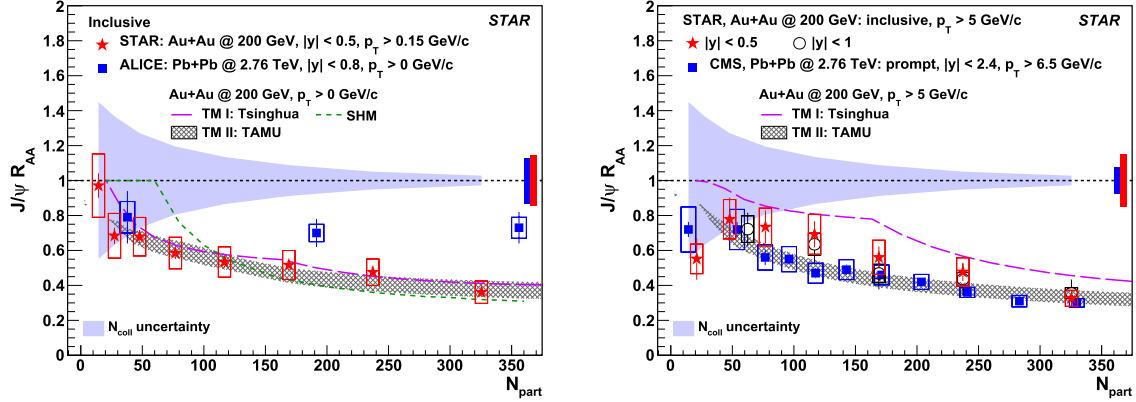 Inclusive
STAR
STAR: Au+Au @ 200 GeV, |y| < 0.5, p_T > 0.15 GeV/c
ALICE: Pb+Pb @ 2.76 TeV, |y| < 0.8, p_T > 0 GeV/c
Au+Au @ 200 GeV, p_T > 0 GeV/c
TM I: Tsinghua
SHM
TM II: TAMU
J/ψ R_AA
2
1.8
1.6
1.4
1.2
1
0.8
0.6
0.4
0.2
0
N_coll uncertainty
0 50 100 150 200 250 300 350
N_part
STAR, Au+Au @ 200 GeV: inclusive, p_T > 5 GeV/c
STAR
|y| < 0.5
|y| < 1
CMS, Pb+Pb @ 2.76 TeV: prompt, |y| < 2.4, p_T > 6.5 GeV/c
Au+Au @ 200 GeV, p_T > 5 GeV/c
TM I: Tsinghua
TM II: TAMU
J/ψ R_AA
2
1.8
1.6
1.4
1.2
1
0.8
0.6
0.4
0.2
0
N_coll uncertainty
0 50 100 150 200 250 300 350
N_part